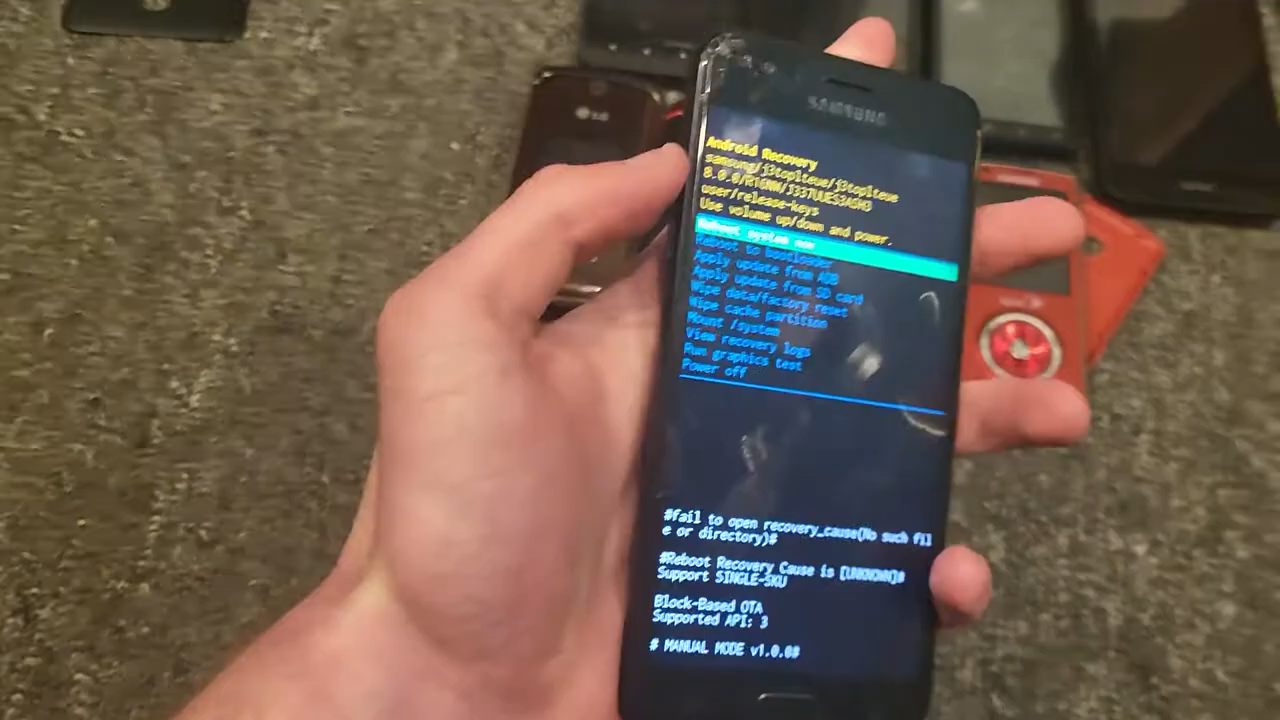 LG
SAMSUNG
Android Recovery
samsung/j3toplteue/j3toplteue
8.0.0/R16NW/J337UUES3ASH3
user/release-keys
Use volume up/down and power.
Reboot system now
Reboot to bootloader
Apply update from ADB
Apply update from SD card
Wipe data/factory reset
Wipe cache partition
Mount /system
View recovery logs
Run graphics test
Power off
#fail to open recovery_cause(No such fil
e or directory)#
#Reboot Recovery Cause is [UNKNOWN]#
Support SINGLE-SKU
Block-Based OTA
Supported API: 3
# MANUAL MODE v1.0.0#